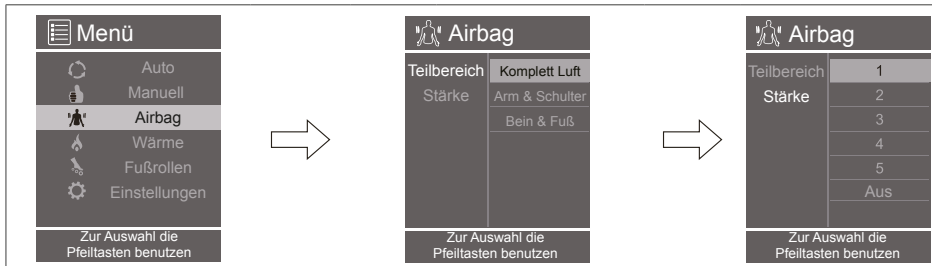 Menü
Auto
Manuell
Airbag
Wärme
Fußrollen
Einstellungen
Zur Auswahl die
Pfeiltasten benutzen
Airbag
Teilbereich
Komplett Luft
Stärke
Arm & Schulter
Bein & Fuß
Zur Auswahl die
Pfeiltasten benutzen
Airbag
Teilbereich
1
Stärke
2
3
4
5
Aus
Zur Auswahl die
Pfeiltasten benutzen